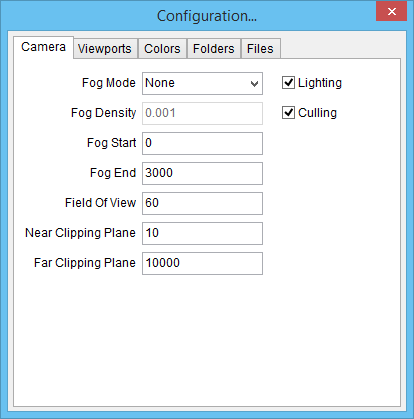 Configuration...
Camera Viewports Colors Folders Files
Fog Mode None Lighting
Fog Density 0.001 Culling
Fog Start 0
Fog End 3000
Field Of View 60
Near Clipping Plane 10
Far Clipping Plane 10000